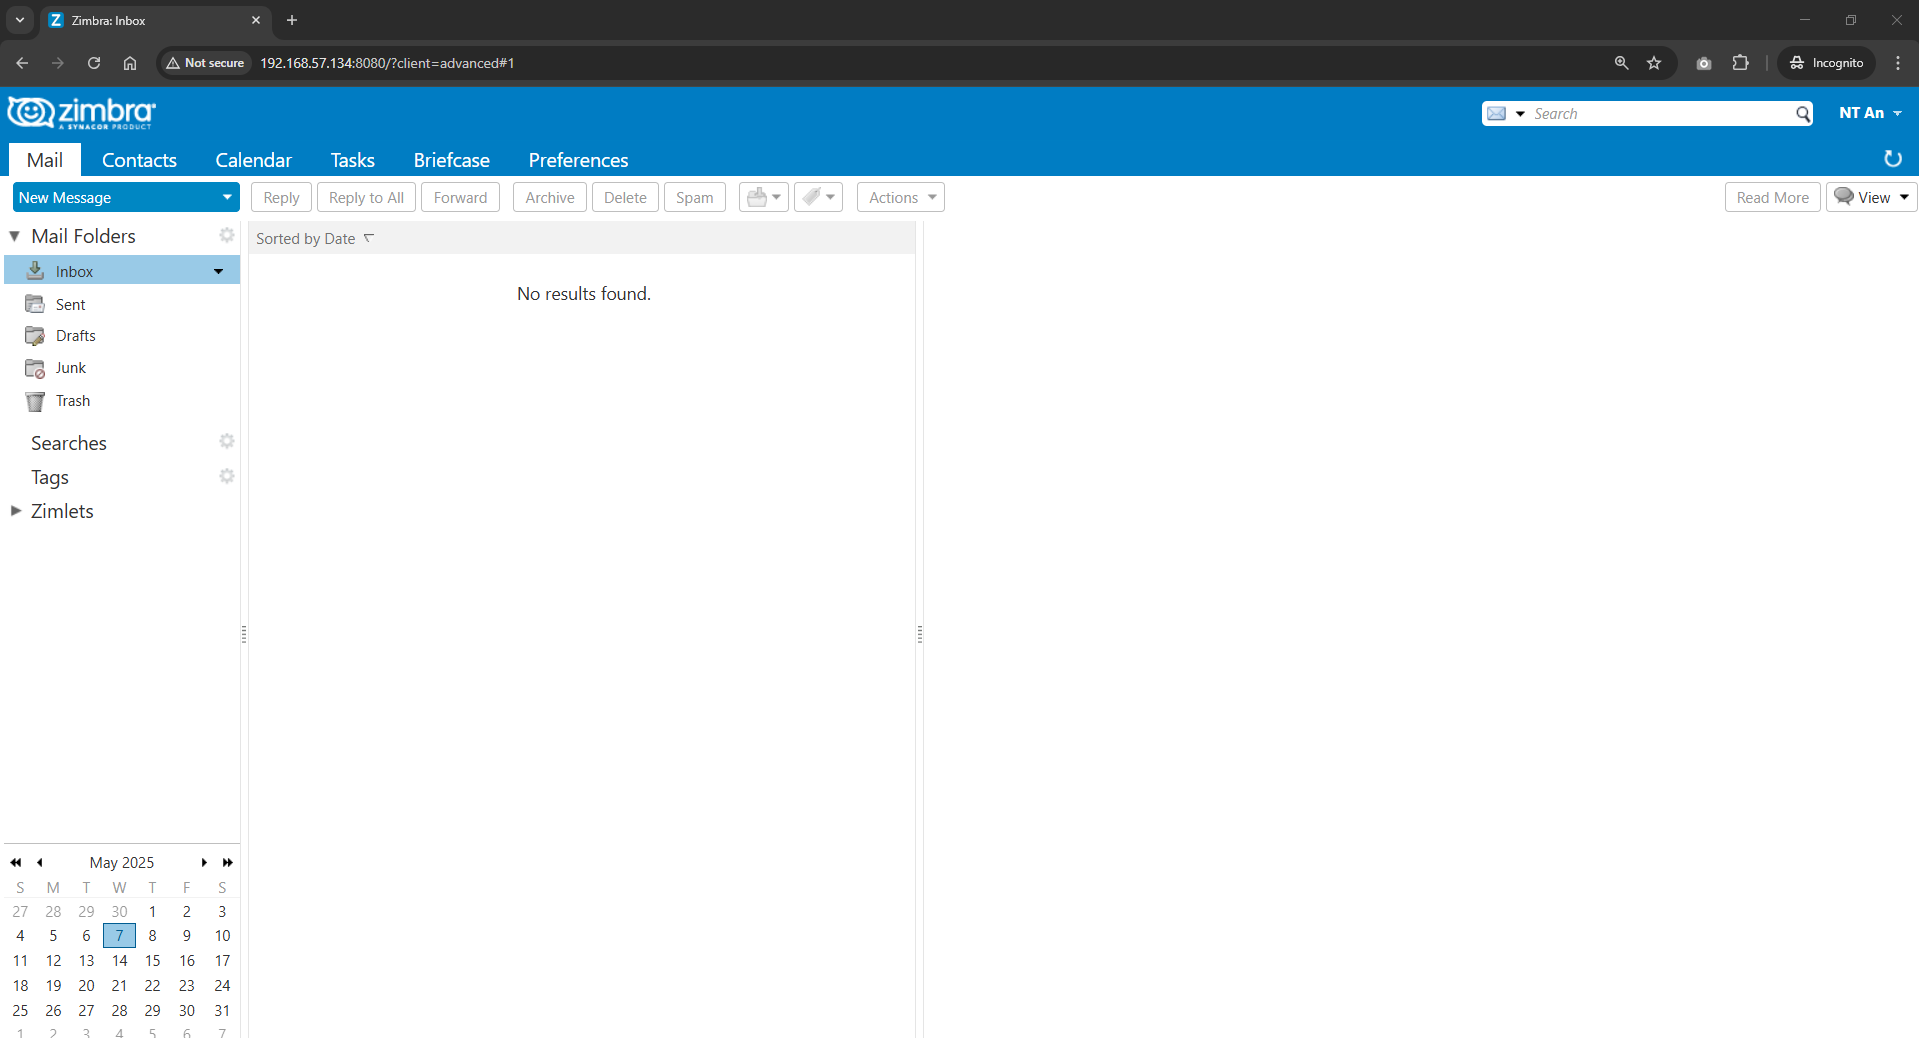 Zimbra: Inbox
Not secure
192.168.57.134:8080/?client=advanced#1
Incognito
zimbra
A SYNACOR PRODUCT
Search
NT An
Mail
Contacts
Calendar
Tasks
Briefcase
Preferences
New Message
Reply
Reply to All
Forward
Archive
Delete
Spam
Actions
Read More
View
Mail Folders
Sorted by Date
Inbox
No results found.
Sent
Drafts
Junk
Trash
Searches
Tags
Zimlets
May 2025
S M T W T F S
27 28 29 30 1 2 3
4 5 6 7 8 9 10
11 12 13 14 15 16 17
18 19 20 21 22 23 24
25 26 27 28 29 30 31
1 2 3 4 5 6 7